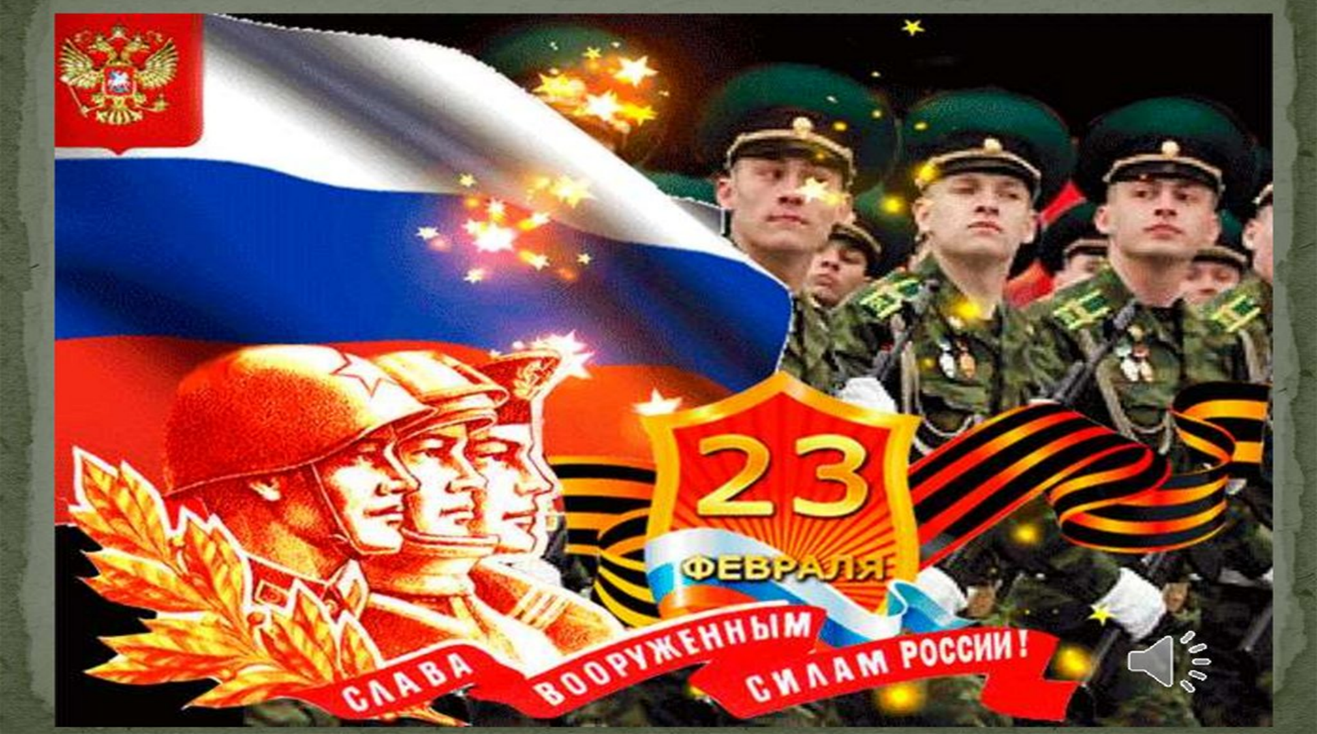 23
ФЕВРАЛЯ
СЛАВА ВООРУЖЕННЫМ СИЛАМ РОССИИ!